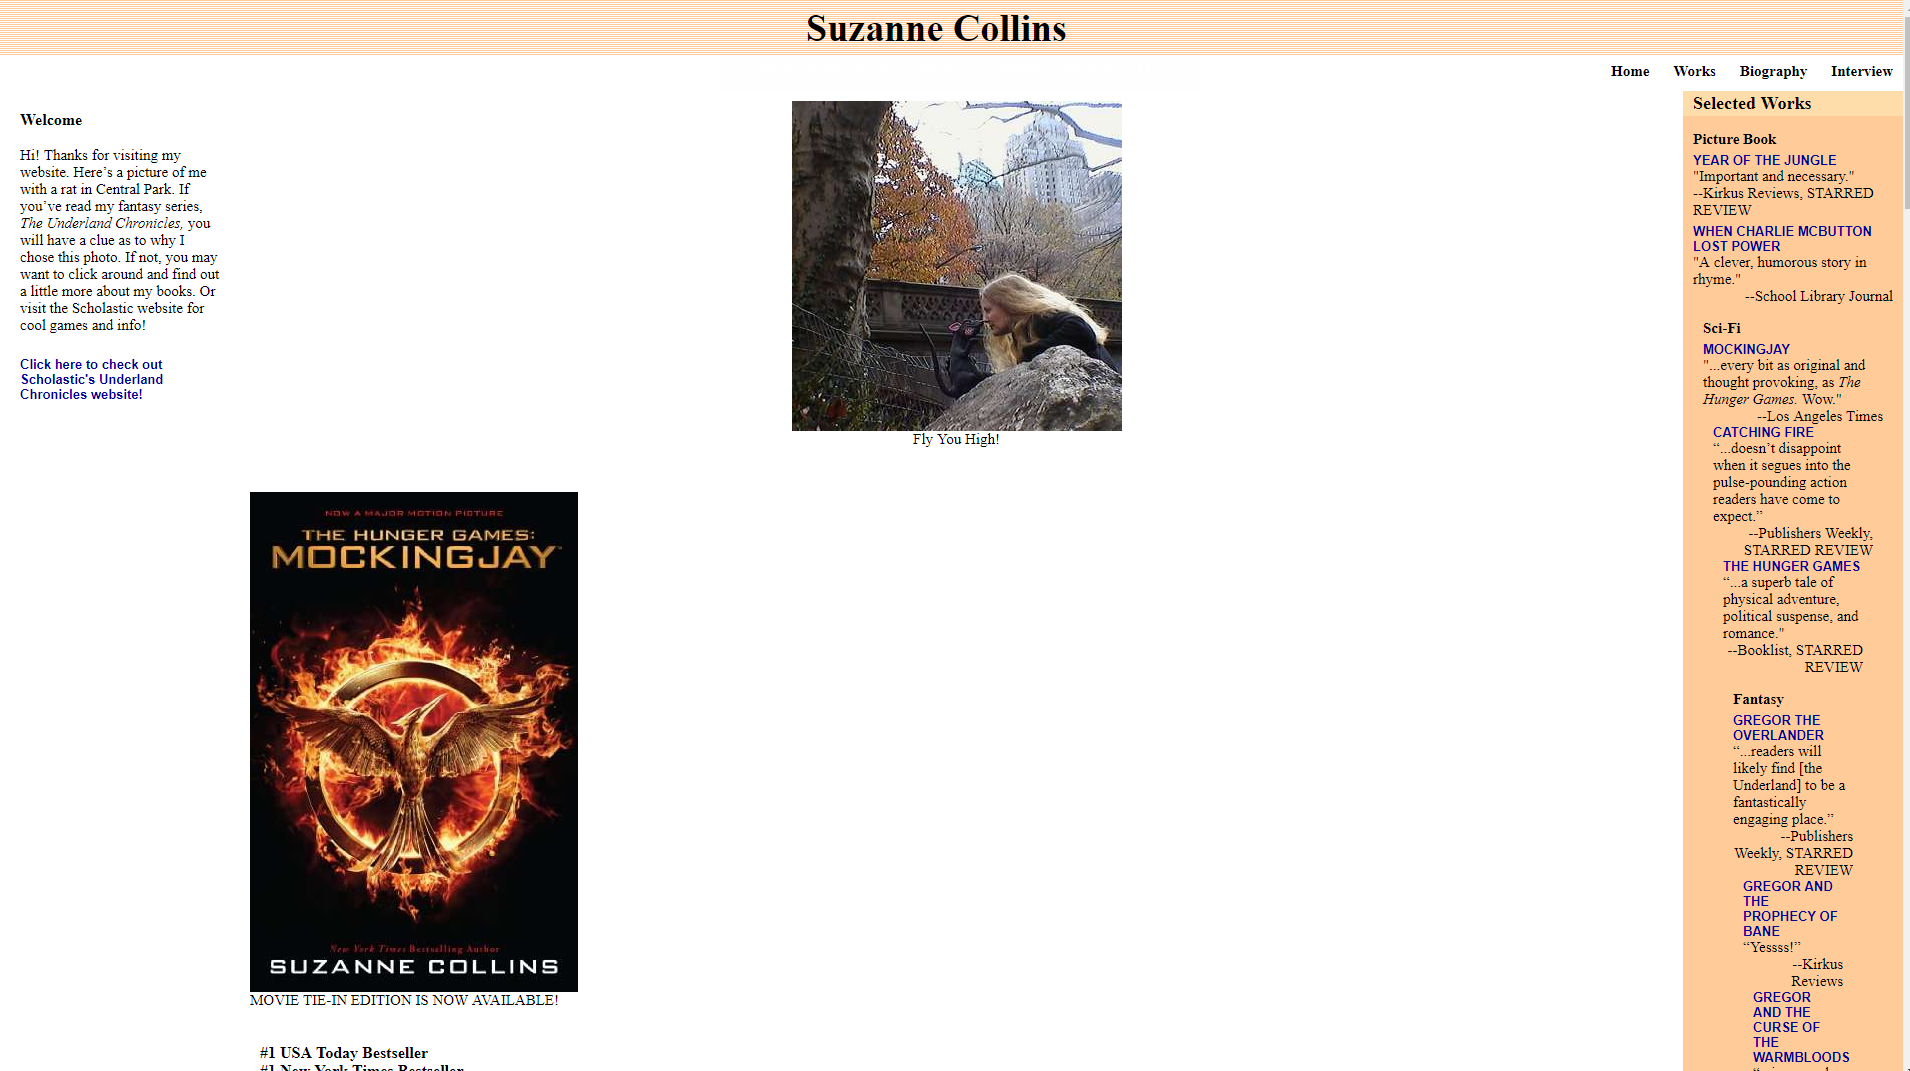 Suzanne Collins
Home Works Biography Interview
Welcome
Hi! Thanks for visiting my
website. Here’s a picture of me
with a rat in Central Park. If
you’ve read my fantasy series,
The Underland Chronicles, you
will have a clue as to why I
chose this photo. If not, you may
want to click around and find out
a little more about my books. Or
visit the Scholastic website for
cool games and info!
Click here to check out
Scholastic's Underland
Chronicles website!
Fly You High!
NOW A MAJOR MOTION PICTURE
THE HUNGER GAMES:
MOCKINGJAY™
New York Times Bestselling Author
SUZANNE COLLINS
MOVIE TIE-IN EDITION IS NOW AVAILABLE!
#1 USA Today Bestseller
#1 New York Times Bestseller
Selected Works
Picture Book
YEAR OF THE JUNGLE
"Important and necessary."
--Kirkus Reviews, STARRED
REVIEW
WHEN CHARLIE MCBUTTON
LOST POWER
"A clever, humorous story in
rhyme."
--School Library Journal
Sci-Fi
MOCKINGJAY
"...every bit as original and
thought provoking, as The
Hunger Games. Wow."
--Los Angeles Times
CATCHING FIRE
“...doesn’t disappoint
when it segues into the
pulse-pounding action
readers have come to
expect.”
--Publishers Weekly,
STARRED REVIEW
THE HUNGER GAMES
“...a superb tale of
physical adventure,
political suspense, and
romance."
--Booklist, STARRED
REVIEW
Fantasy
GREGOR THE
OVERLANDER
“...readers will
likely find [the
Underland] to be a
fantastically
engaging place.”
--Publishers
Weekly, STARRED
REVIEW
GREGOR AND
THE
PROPHECY OF
BANE
“Yessss!”
--Kirkus
Reviews
GREGOR
AND THE
CURSE OF
THE
WARMBLOODS